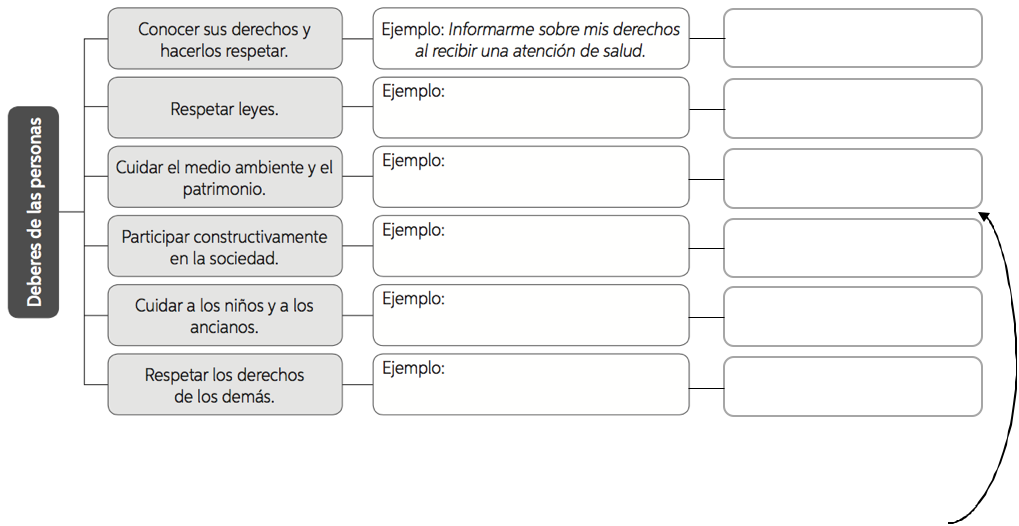 Deberes de las personas
Conocer sus derechos y
hacerlos respetar.
Ejemplo: Informarme sobre mis derechos
al recibir una atención de salud.
Respetar leyes.
Ejemplo:
Cuidar el medio ambiente y el
patrimonio.
Ejemplo:
Participar constructivamente
en la sociedad.
Ejemplo:
Cuidar a los niños y a los
ancianos.
Ejemplo:
Respetar los derechos
de los demás.
Ejemplo: